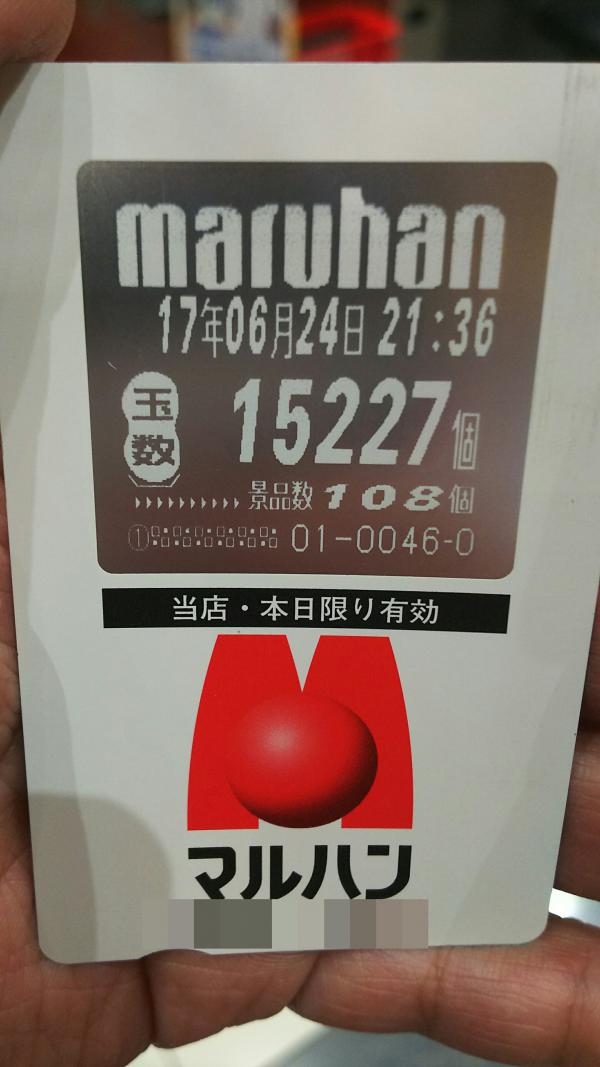 maruhan
17年06月24日 21:36
玉数 15227個
景品数 108個
① 01-0046-0
当店・本日限り有効
マルハン